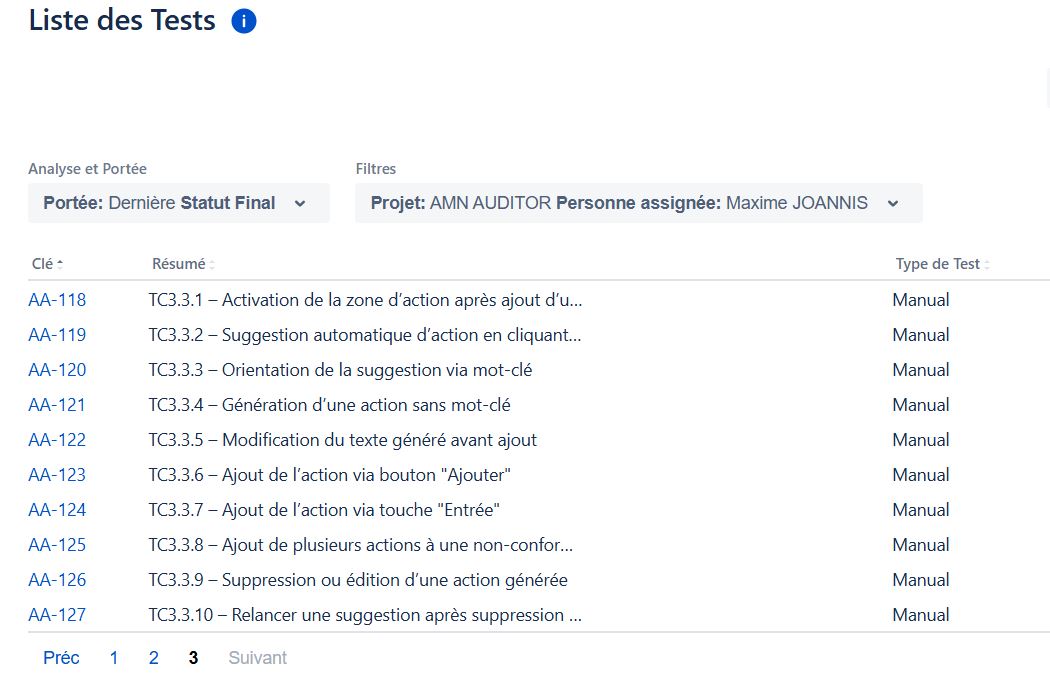 Liste des Tests
Analyse et Portée Filtres
Portée: Dernière Statut Final Projet: AMN AUDITOR Personne assignée: Maxime JOANNIS
Clé Résumé Type de Test
AA-118 TC3.3.1 – Activation de la zone d’action après ajout d’u... Manual
AA-119 TC3.3.2 – Suggestion automatique d’action en cliquant... Manual
AA-120 TC3.3.3 – Orientation de la suggestion via mot-clé Manual
AA-121 TC3.3.4 – Génération d’une action sans mot-clé Manual
AA-122 TC3.3.5 – Modification du texte généré avant ajout Manual
AA-123 TC3.3.6 – Ajout de l’action via bouton "Ajouter" Manual
AA-124 TC3.3.7 – Ajout de l’action via touche "Entrée" Manual
AA-125 TC3.3.8 – Ajout de plusieurs actions à une non-confor... Manual
AA-126 TC3.3.9 – Suppression ou édition d’une action générée Manual
AA-127 TC3.3.10 – Relancer une suggestion après suppression ... Manual
Préc 1 2 3 Suivant